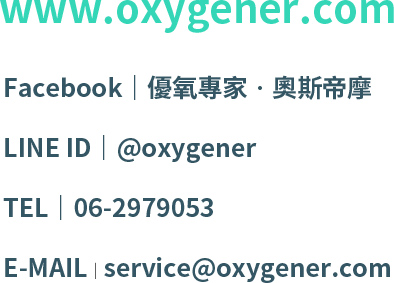 www.oxygener.com
Facebook｜優氧專家．奧斯帝摩
LINE ID｜@oxygener
TEL｜06-2979053
E-MAIL｜service@oxygener.com